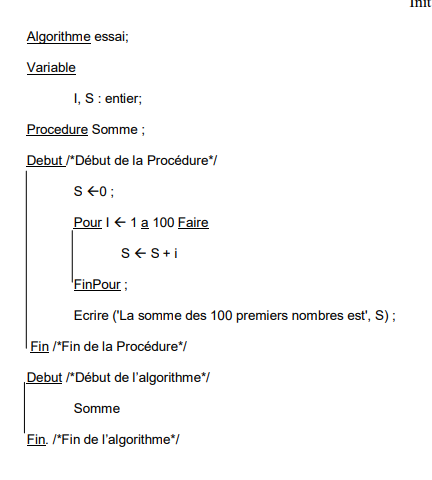 Init
Algorithme essai;
Variable
I, S : entier;
Procedure Somme ;
Debut /*Début de la Procédure*/
S ←0 ;
Pour I ← 1 a 100 Faire
S ← S + i
FinPour ;
Ecrire ('La somme des 100 premiers nombres est', S) ;
Fin /*Fin de la Procédure*/
Debut /*Début de l'algorithme*/
Somme
Fin. /*Fin de l'algorithme*/